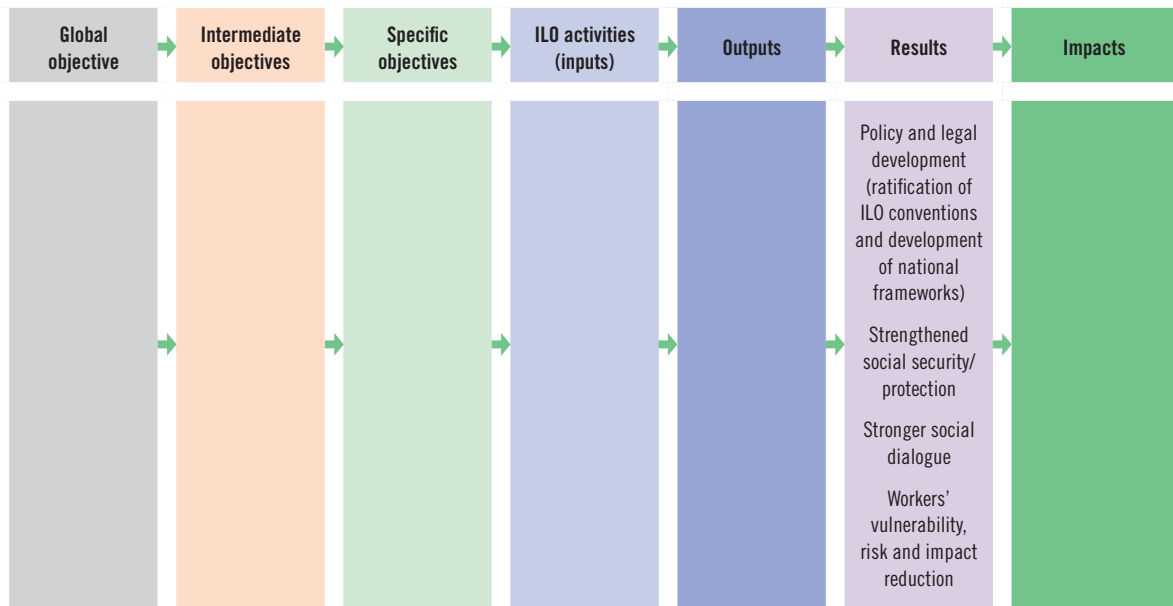 Global
objective
Intermediate
objectives
Specific
objectives
ILO activities
(inputs)
Outputs
Results
Impacts
Policy and legal
development
(ratification of
ILO conventions
and development
of national
frameworks)
Strengthened
social security/
protection
Stronger social
dialogue
Workers’
vulnerability,
risk and impact
reduction